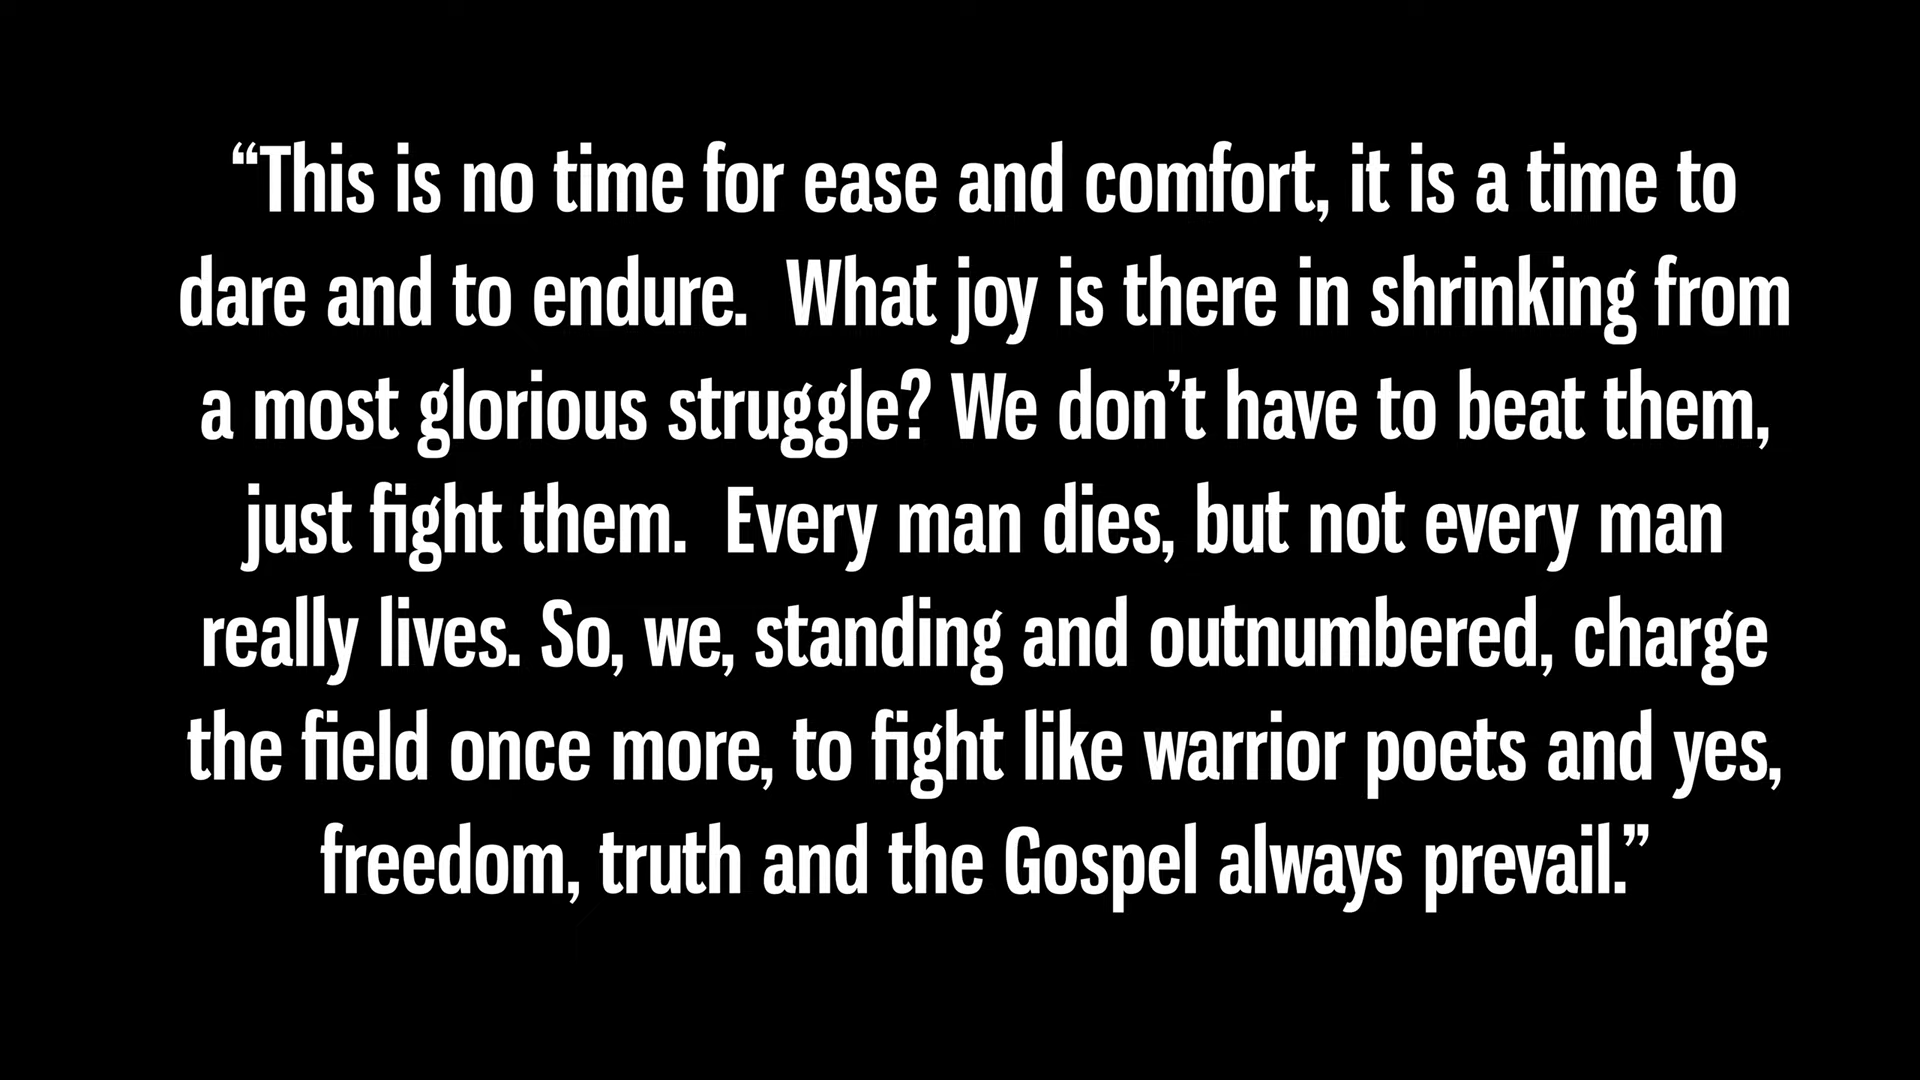 “This is no time for ease and comfort, it is a time to
dare and to endure.  What joy is there in shrinking from
a most glorious struggle? We don’t have to beat them,
just fight them.  Every man dies, but not every man
really lives. So, we, standing and outnumbered, charge
the field once more, to fight like warrior poets and yes,
freedom, truth and the Gospel always prevail.”